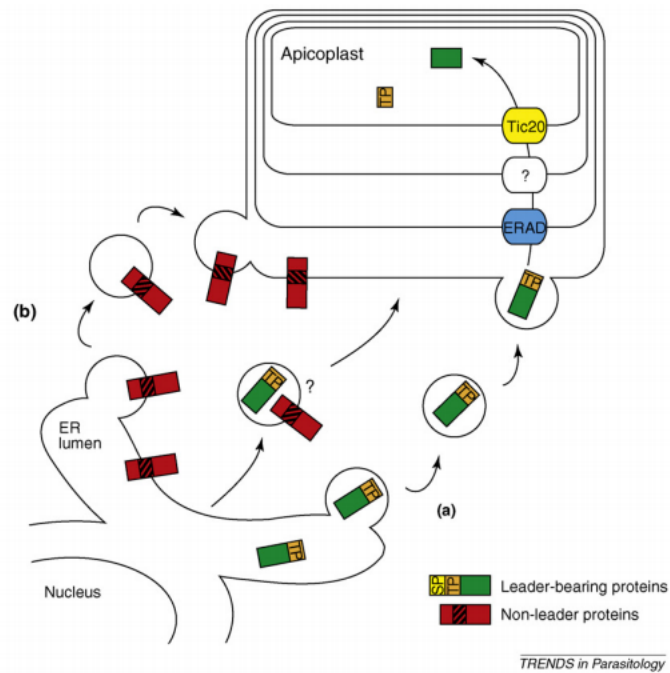 Apicoplast
TP
Tic20
?
ERAD
TP
(b)
TP
?
TP
ER
lumen
TP
(a)
TP
Nucleus
SP TP Leader-bearing proteins
Non-leader proteins
TRENDS in Parasitology